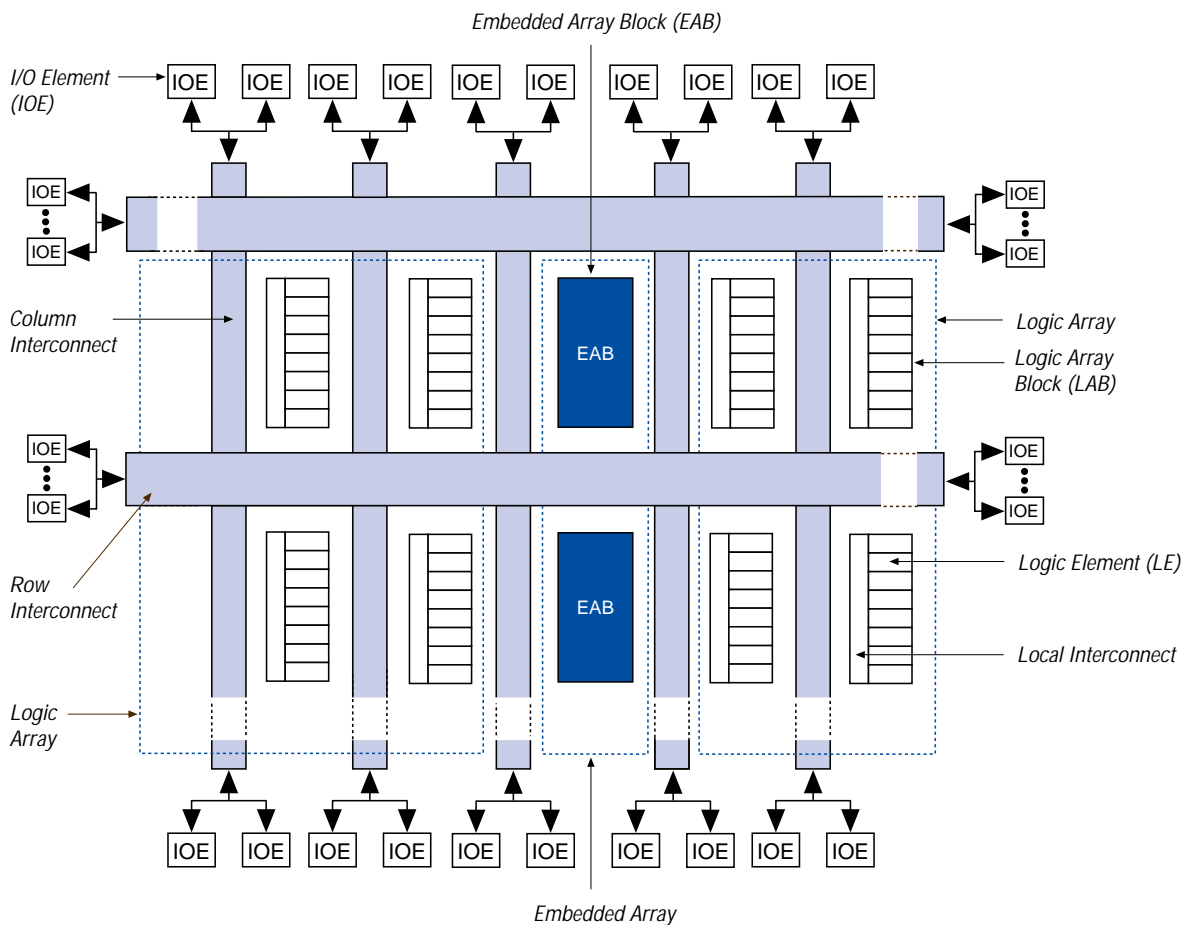 Embedded Array Block (EAB)
I/O Element
(IOE)
IOE IOE IOE IOE IOE IOE IOE IOE IOE IOE
IOE IOE
IOE IOE
Column
Interconnect
EAB
Logic Array
Logic Array
Block (LAB)
IOE IOE
IOE IOE
Row
Interconnect
EAB
Logic Element (LE)
Local Interconnect
Logic
Array
IOE IOE IOE IOE IOE IOE IOE IOE IOE IOE
Embedded Array